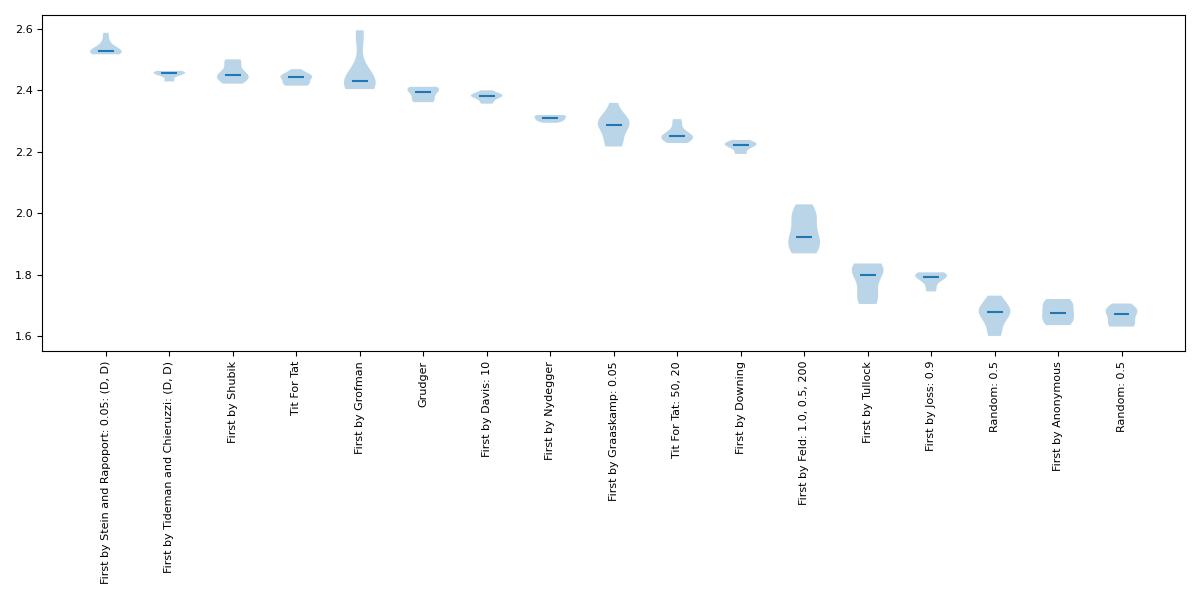 2.6
2.4
2.2
2.0
1.8
1.6
First by Stein and Rapoport: 0.05: (D, D)
First by Tideman and Chieruzzi: (D, D)
First by Shubik
Tit For Tat
First by Grofman
Grudger
First by Davis: 10
First by Nydegger
First by Graaskamp: 0.05
Tit For Tat: 50, 20
First by Downing
First by Feld: 1.0, 0.5, 200
First by Tullock
First by Joss: 0.9
Random: 0.5
First by Anonymous
Random: 0.5